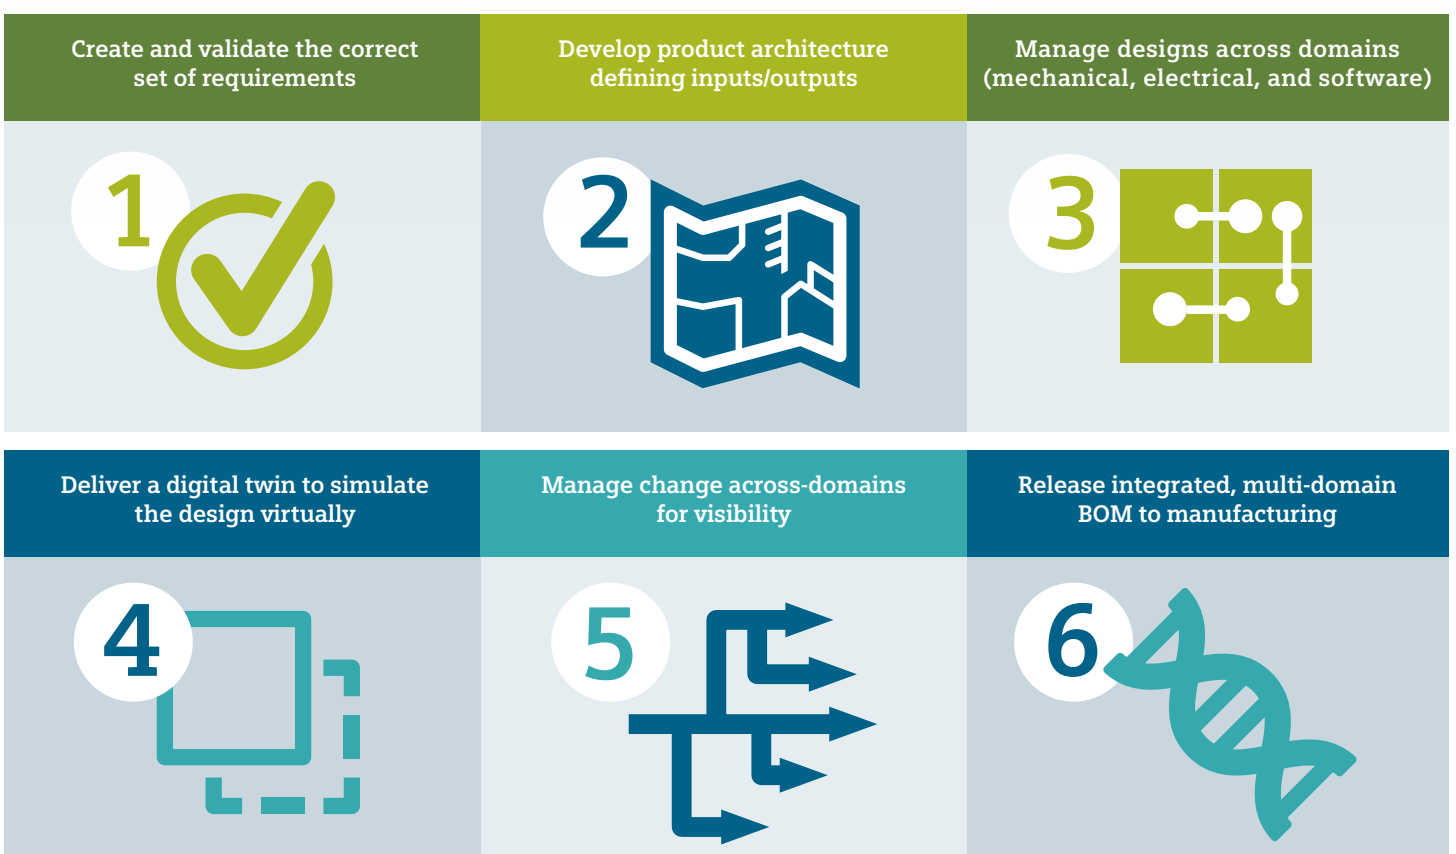 Create and validate the correct
set of requirements
Develop product architecture
defining inputs/outputs
Manage designs across domains
(mechanical, electrical, and software)
1
2
3
Deliver a digital twin to simulate
the design virtually
Manage change across-domains
for visibility
Release integrated, multi-domain
BOM to manufacturing
4
5
6